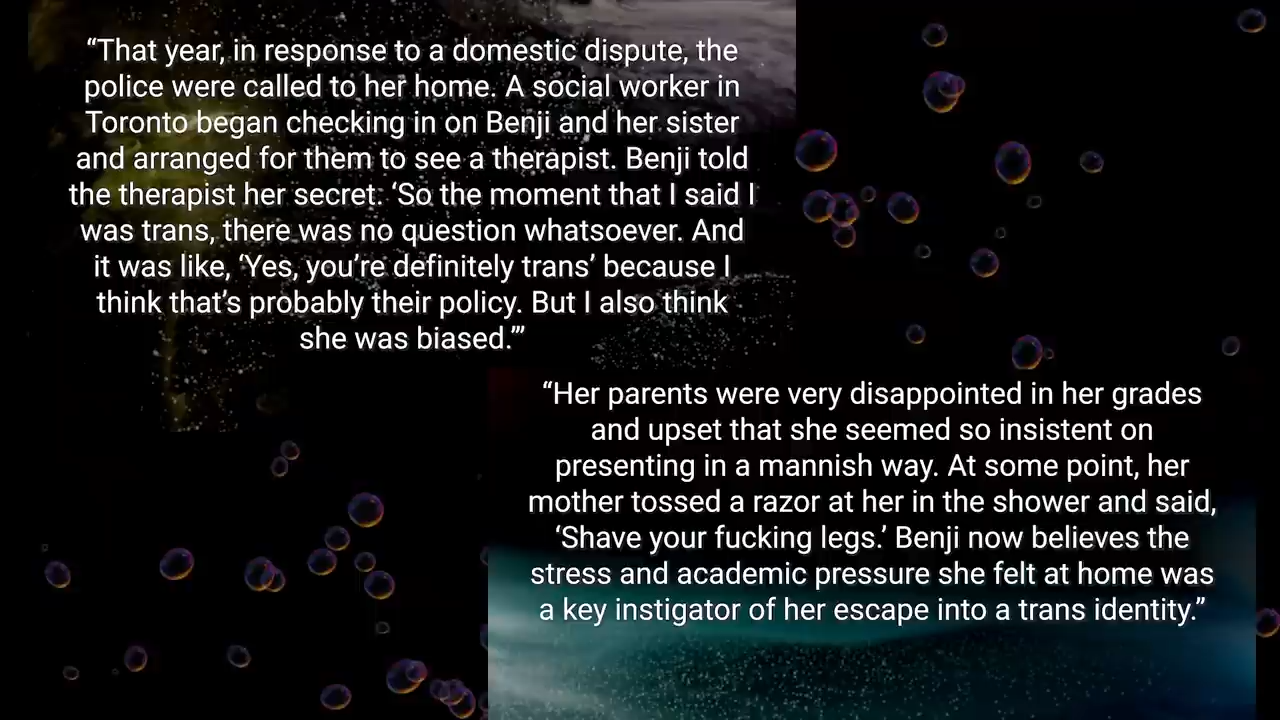 “That year, in response to a domestic dispute, the
police were called to her home. A social worker in
Toronto began checking in on Benji and her sister
and arranged for them to see a therapist. Benji told
the therapist her secret. ‘So the moment that I said I
was trans, there was no question whatsoever. And
it was like, ‘Yes, you’re definitely trans’ because I
think that’s probably their policy. But I also think
she was biased.’”
“Her parents were very disappointed in her grades
and upset that she seemed so insistent on
presenting in a mannish way. At some point, her
mother tossed a razor at her in the shower and said,
‘Shave your fucking legs.’ Benji now believes the
stress and academic pressure she felt at home was
a key instigator of her escape into a trans identity.”